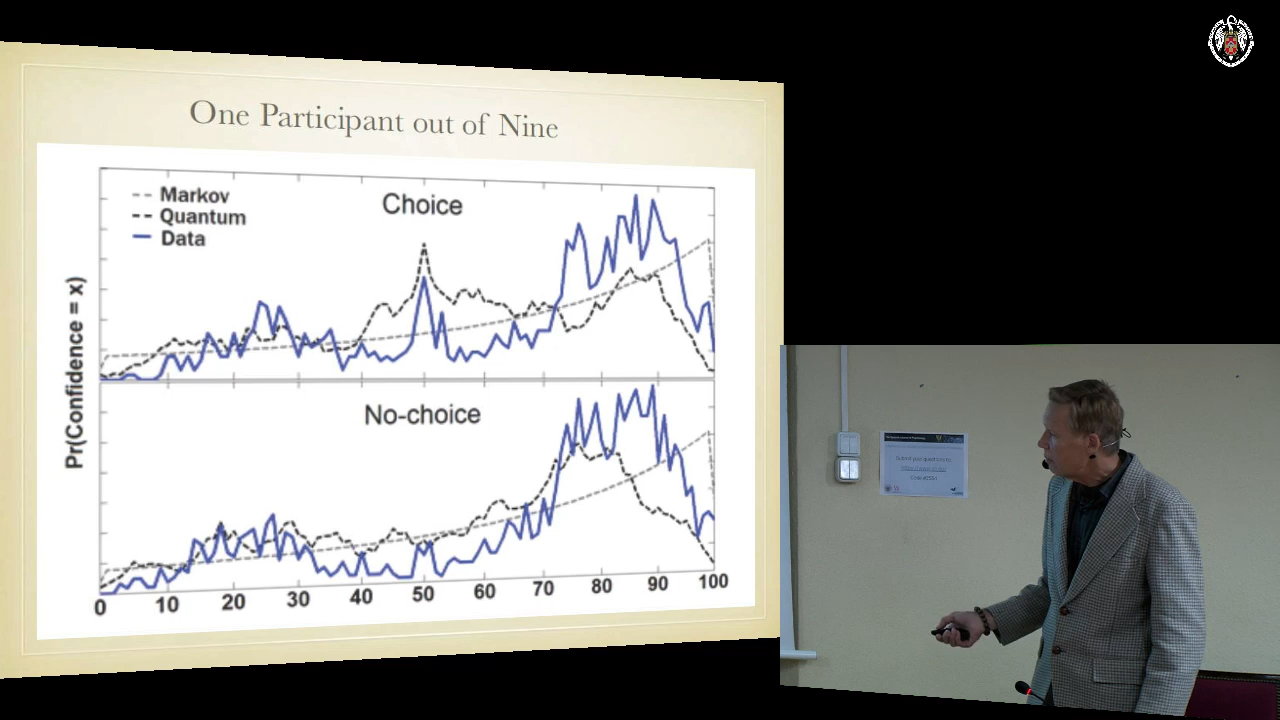 One Participant out of Nine
Markov
Quantum
Data
Choice
Pr(Confidence = x)
No-choice
0 10 20 30 40 50 60 70 80 90 100